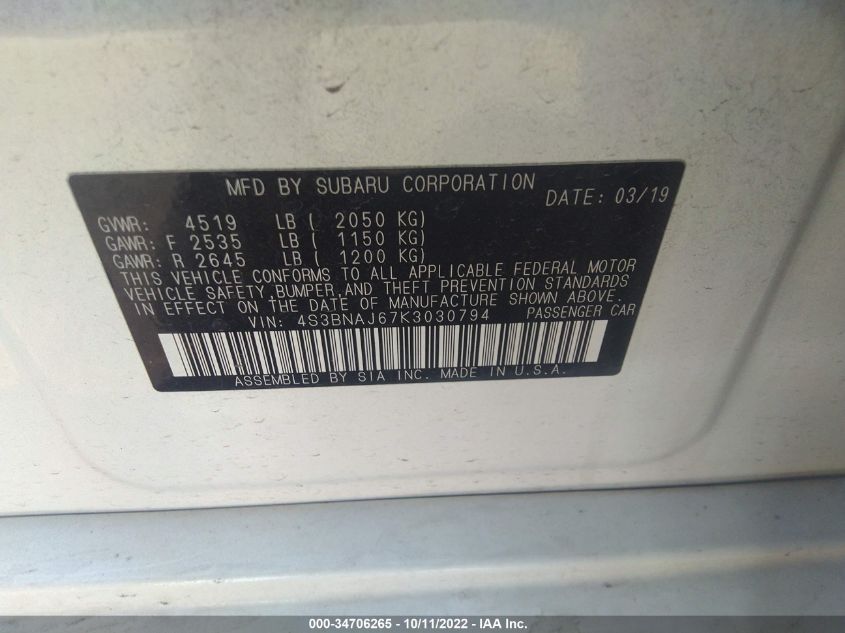 MFD BY SUBARU CORPORATION DATE: 03/19
GVWR: 4519 LB ( 2050 KG)
GAWR: F 2535 LB ( 1150 KG)
GAWR: R 2645 LB ( 1200 KG)
THIS VEHICLE CONFORMS TO ALL APPLICABLE FEDERAL MOTOR
VEHICLE SAFETY, BUMPER, AND THEFT PREVENTION STANDARDS
IN EFFECT ON THE DATE OF MANUFACTURE SHOWN ABOVE.
VIN: 4S3BNAJ67K3030794 PASSENGER CAR
ASSEMBLED BY SIA INC. MADE IN U.S.A.
000-34706265 - 10/11/2022 - IAA Inc.